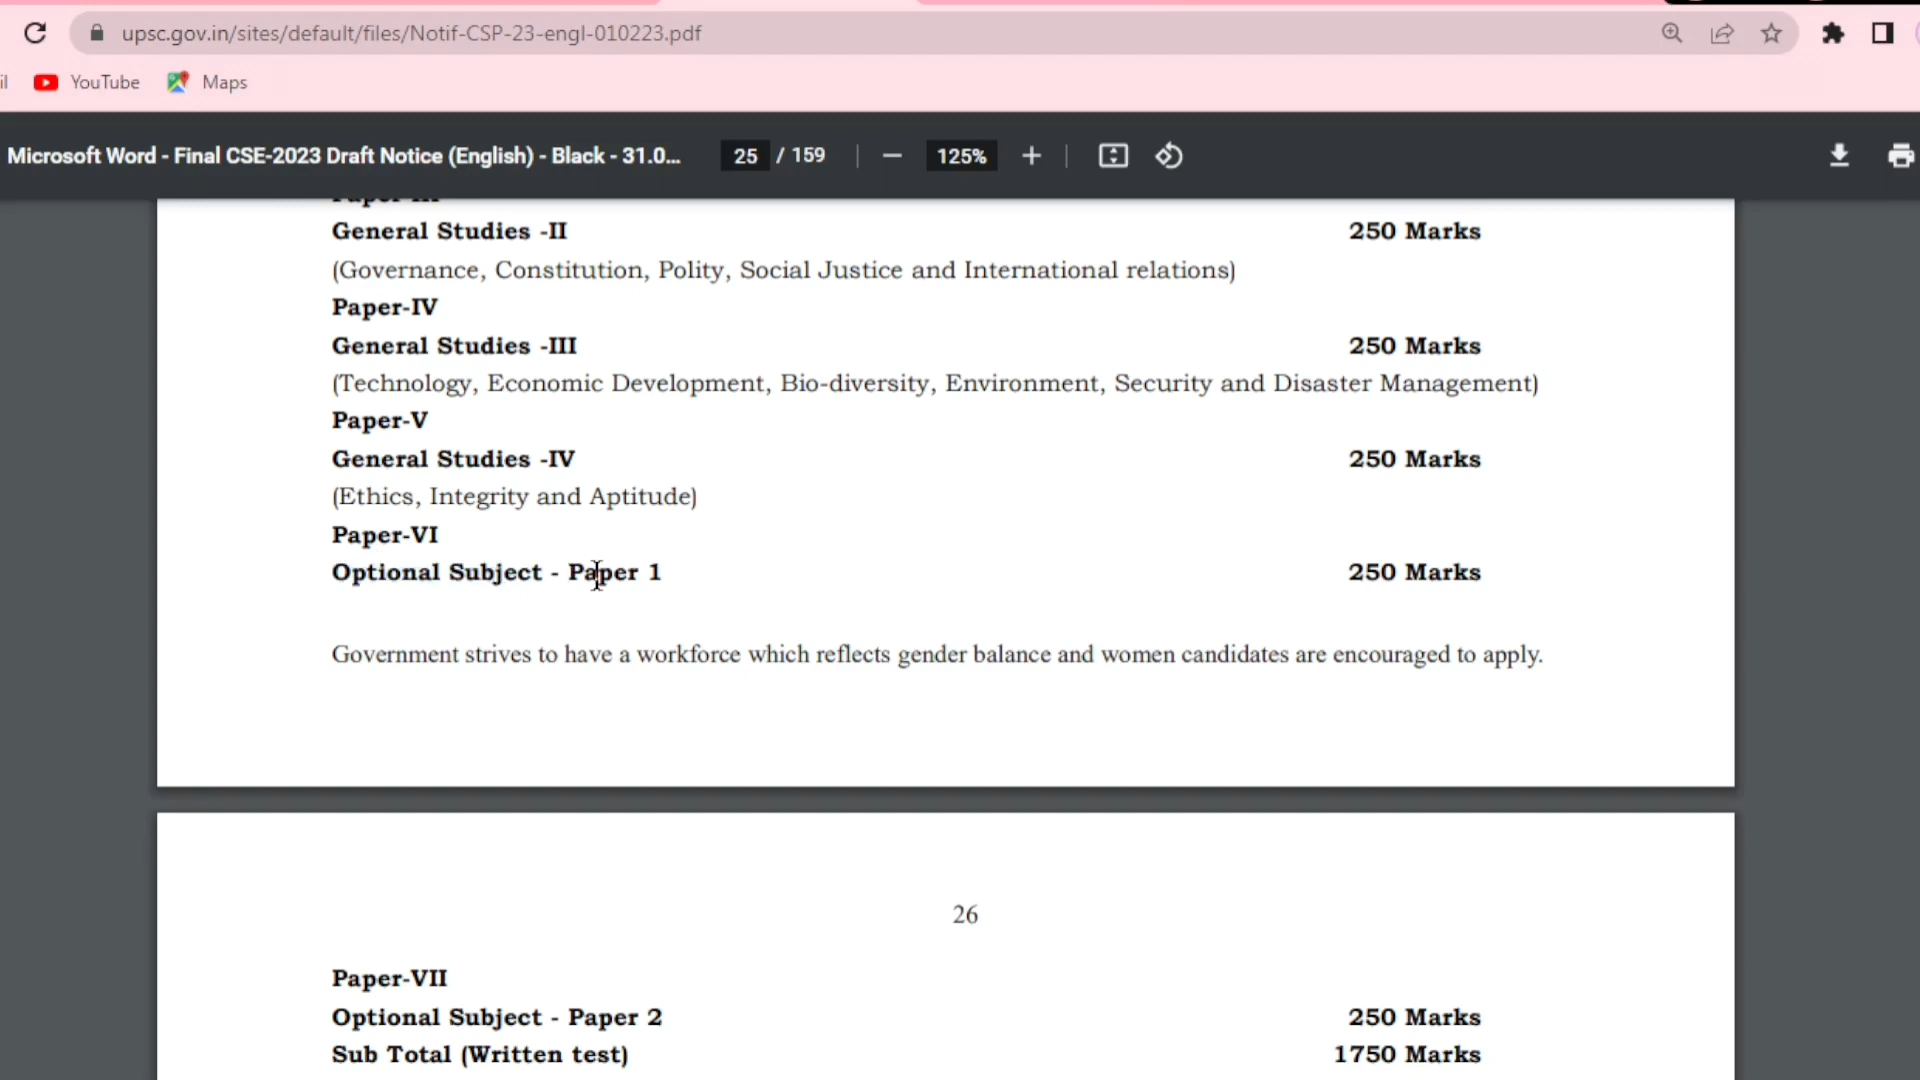 upsc.gov.in/sites/default/files/Notif-CSP-23-engl-010223.pdf
il YouTube Maps
Microsoft Word - Final CSE-2023 Draft Notice (English) - Black - 31.0... 25 / 159 125%
Paper-III
General Studies -II 250 Marks
(Governance, Constitution, Polity, Social Justice and International relations)
Paper-IV
General Studies -III 250 Marks
(Technology, Economic Development, Bio-diversity, Environment, Security and Disaster Management)
Paper-V
General Studies -IV 250 Marks
(Ethics, Integrity and Aptitude)
Paper-VI
Optional Subject - Paper 1 250 Marks
Government strives to have a workforce which reflects gender balance and women candidates are encouraged to apply.
26
Paper-VII
Optional Subject - Paper 2 250 Marks
Sub Total (Written test) 1750 Marks